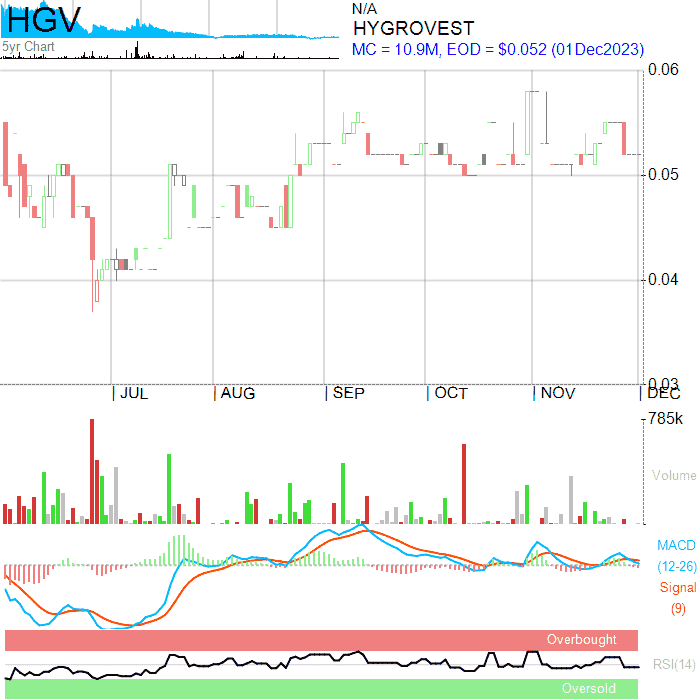 HGV
5yr Chart
N/A
HYGROVEST
MC = 10.9M, EOD = $0.052 (01Dec2023)
0.06
0.05
0.04
0.03
JUL AUG SEP OCT NOV DEC
785k
Volume
MACD
(12-26)
Signal
(9)
Overbought
RSI(14)
Oversold